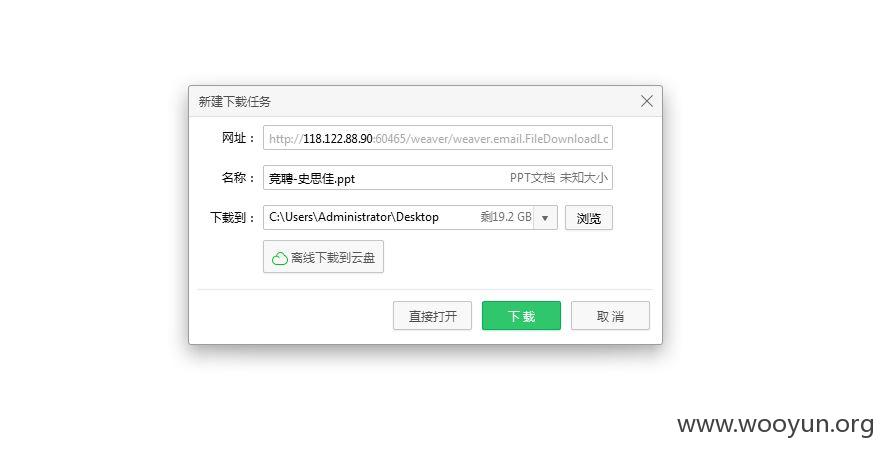 新建下载任务
网址： http://118.122.88.90:60465/weaver/weaver.email.FileDownloadLc
名称： 竞聘-史思佳.ppt PPT文档 未知大小
下载到： C:\Users\Administrator\Desktop 剩19.2 GB 浏览
离线下载到云盘
直接打开 下载 取消
www.wooyun.org